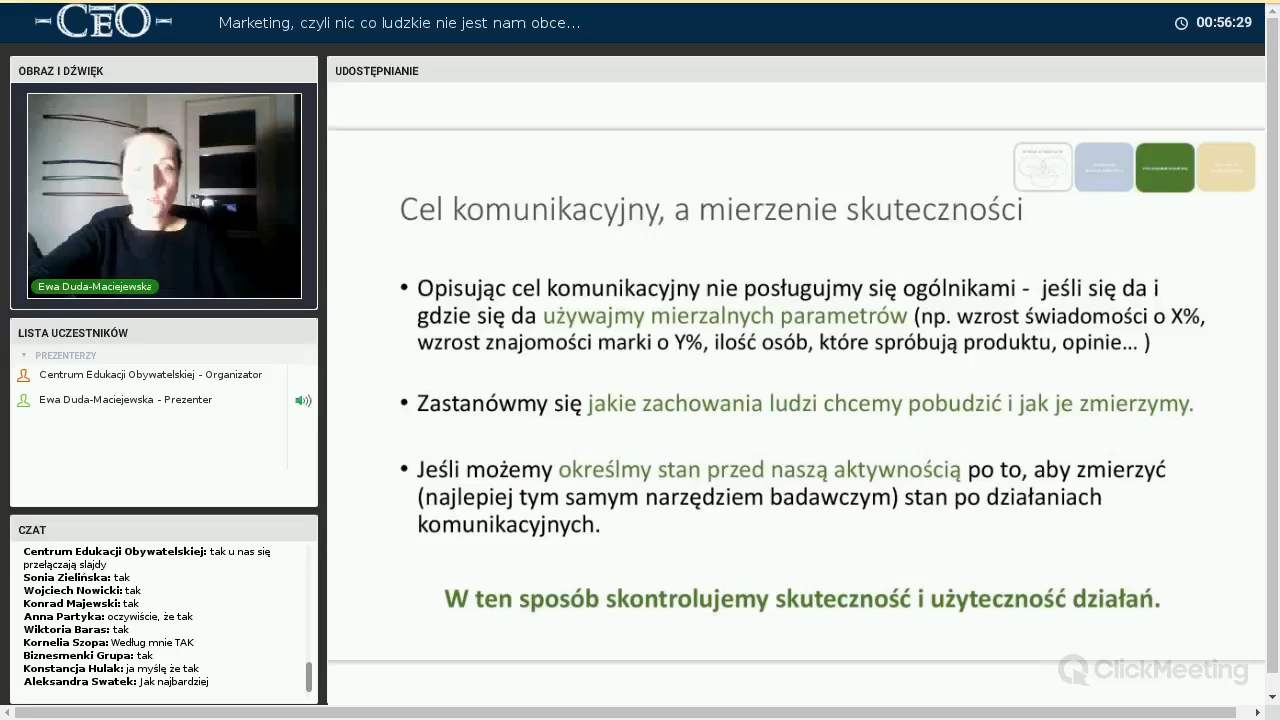 CEO
Marketing, czyli nic co ludzkie nie jest nam obce...
00:56:29
OBRAZ I DŹWIĘK
Ewa Duda-Maciejewska
LISTA UCZESTNIKÓW
PREZENTERZY
Centrum Edukacji Obywatelskiej - Organizator
Ewa Duda-Maciejewska - Prezenter
CZAT
Centrum Edukacji Obywatelskiej: tak u nas się
przełączają slajdy
Sonia Zielińska: tak
Wojciech Nowicki: tak
Konrad Majewski: tak
Anna Partyka: oczywiście, że tak
Wiktoria Baras: tak
Kornelia Szopa: Według mnie TAK
Biznesmenki Grupa: tak
Konstancja Hulak: ja myślę że tak
Aleksandra Swatek: Jak najbardziej
UDOSTĘPNIANIE
Cel komunikacyjny, a mierzenie skuteczności
• Opisując cel komunikacyjny nie posługujmy się ogólnikami - jeśli się da i
gdzie się da używajmy mierzalnych parametrów (np. wzrost świadomości o X%,
wzrost znajomości marki o Y%, ilość osób, które spróbują produktu, opinie... )
• Zastanówmy się jakie zachowania ludzi chcemy pobudzić i jak je zmierzymy.
• Jeśli możemy określmy stan przed naszą aktywnością po to, aby zmierzyć
(najlepiej tym samym narzędziem badawczym) stan po działaniach
komunikacyjnych.
W ten sposób skontrolujemy skuteczność i użyteczność działań.
ClickMeeting